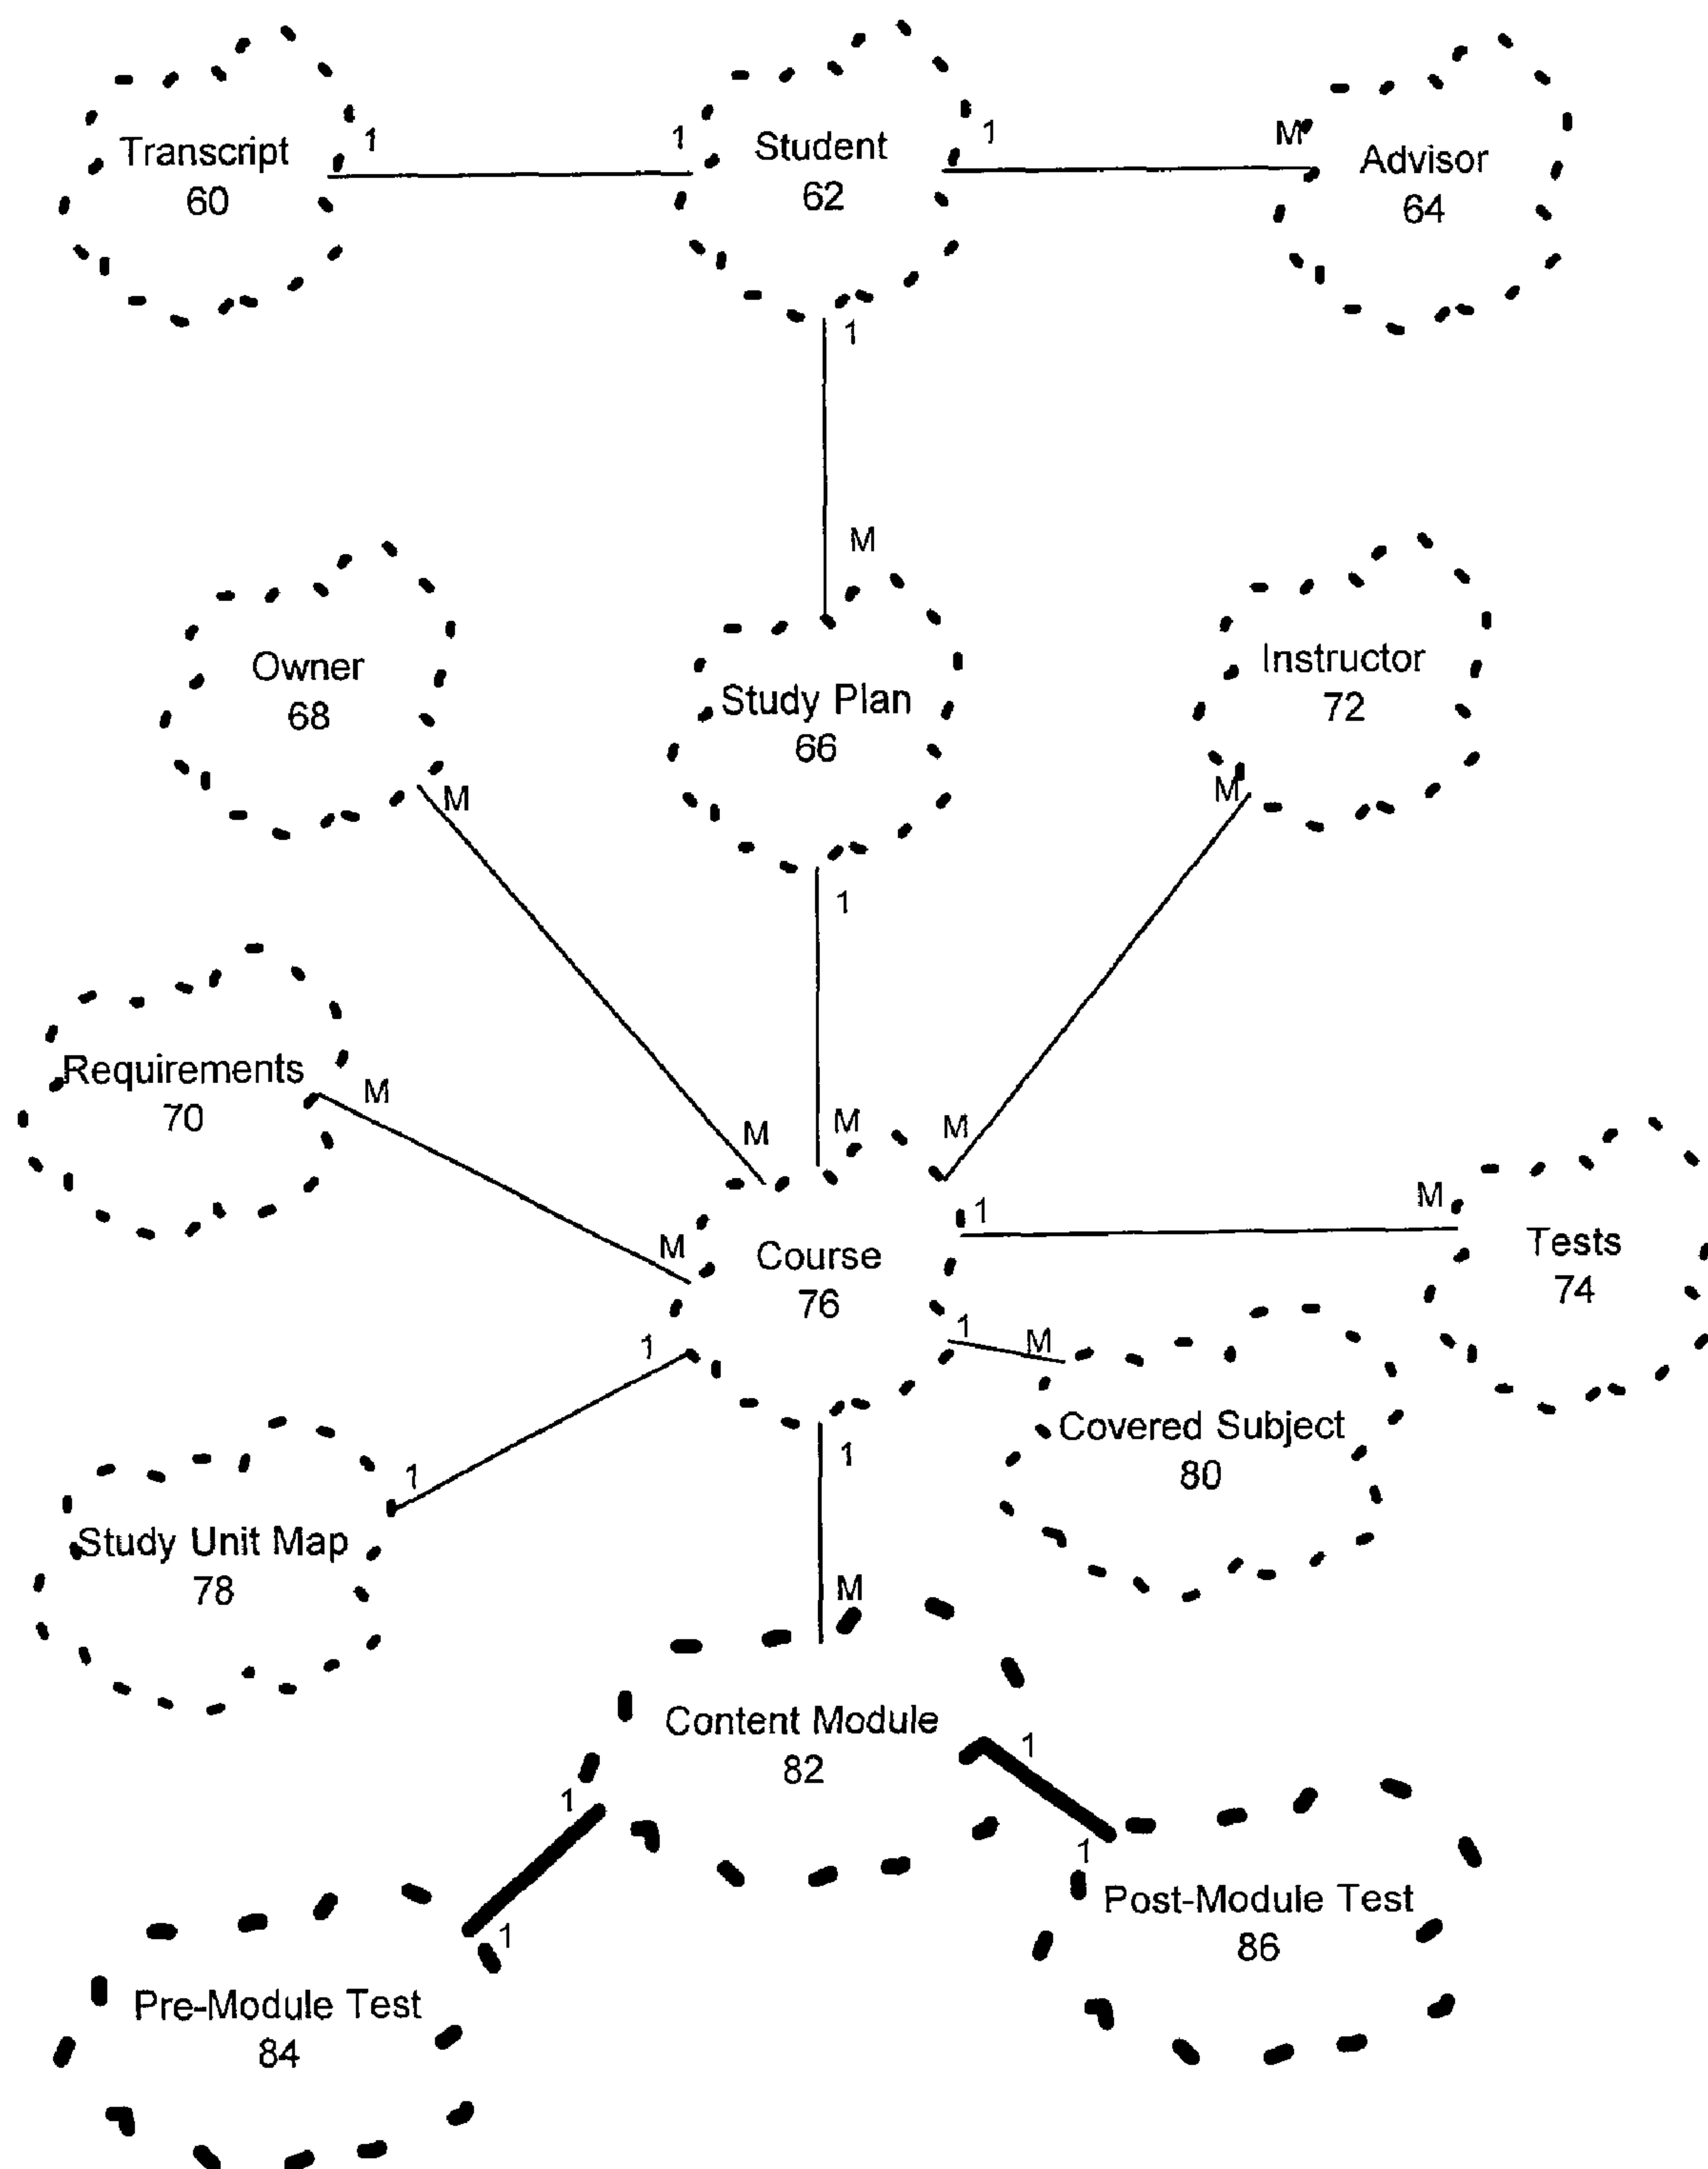 Transcript
60
1
1
Student
62
1
M
Advisor
64
1
M
Owner
68
M
Study Plan
66
1
Instructor
72
M
Requirements
70
M
M
M
M
M
Course
76
1
M
Tests
74
1
M
Covered Subject
80
1
1
Study Unit Map
78
1
M
Content Module
82
1
1
1
1
Post-Module Test
86
Pre-Module Test
84